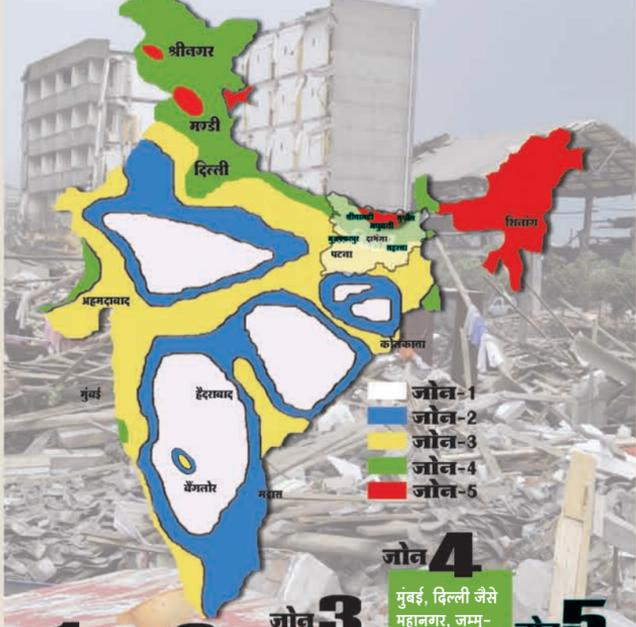 श्रीनगर
मण्डी
दिल्ली
शिलांग
सीतामढ़ी सुपौल
मधुबनी
मुजफ्फरपुर दरभंगा
सहरसा
पटना
अहमदाबाद
कोलकाता
मुंबई
हैदराबाद
बैंगलोर
मद्रास
जोन-1
जोन-2
जोन-3
जोन-4
जोन-5
जोन 4
मुंबई, दिल्ली जैसे
महानगर, जम्म-
जोन 3
5